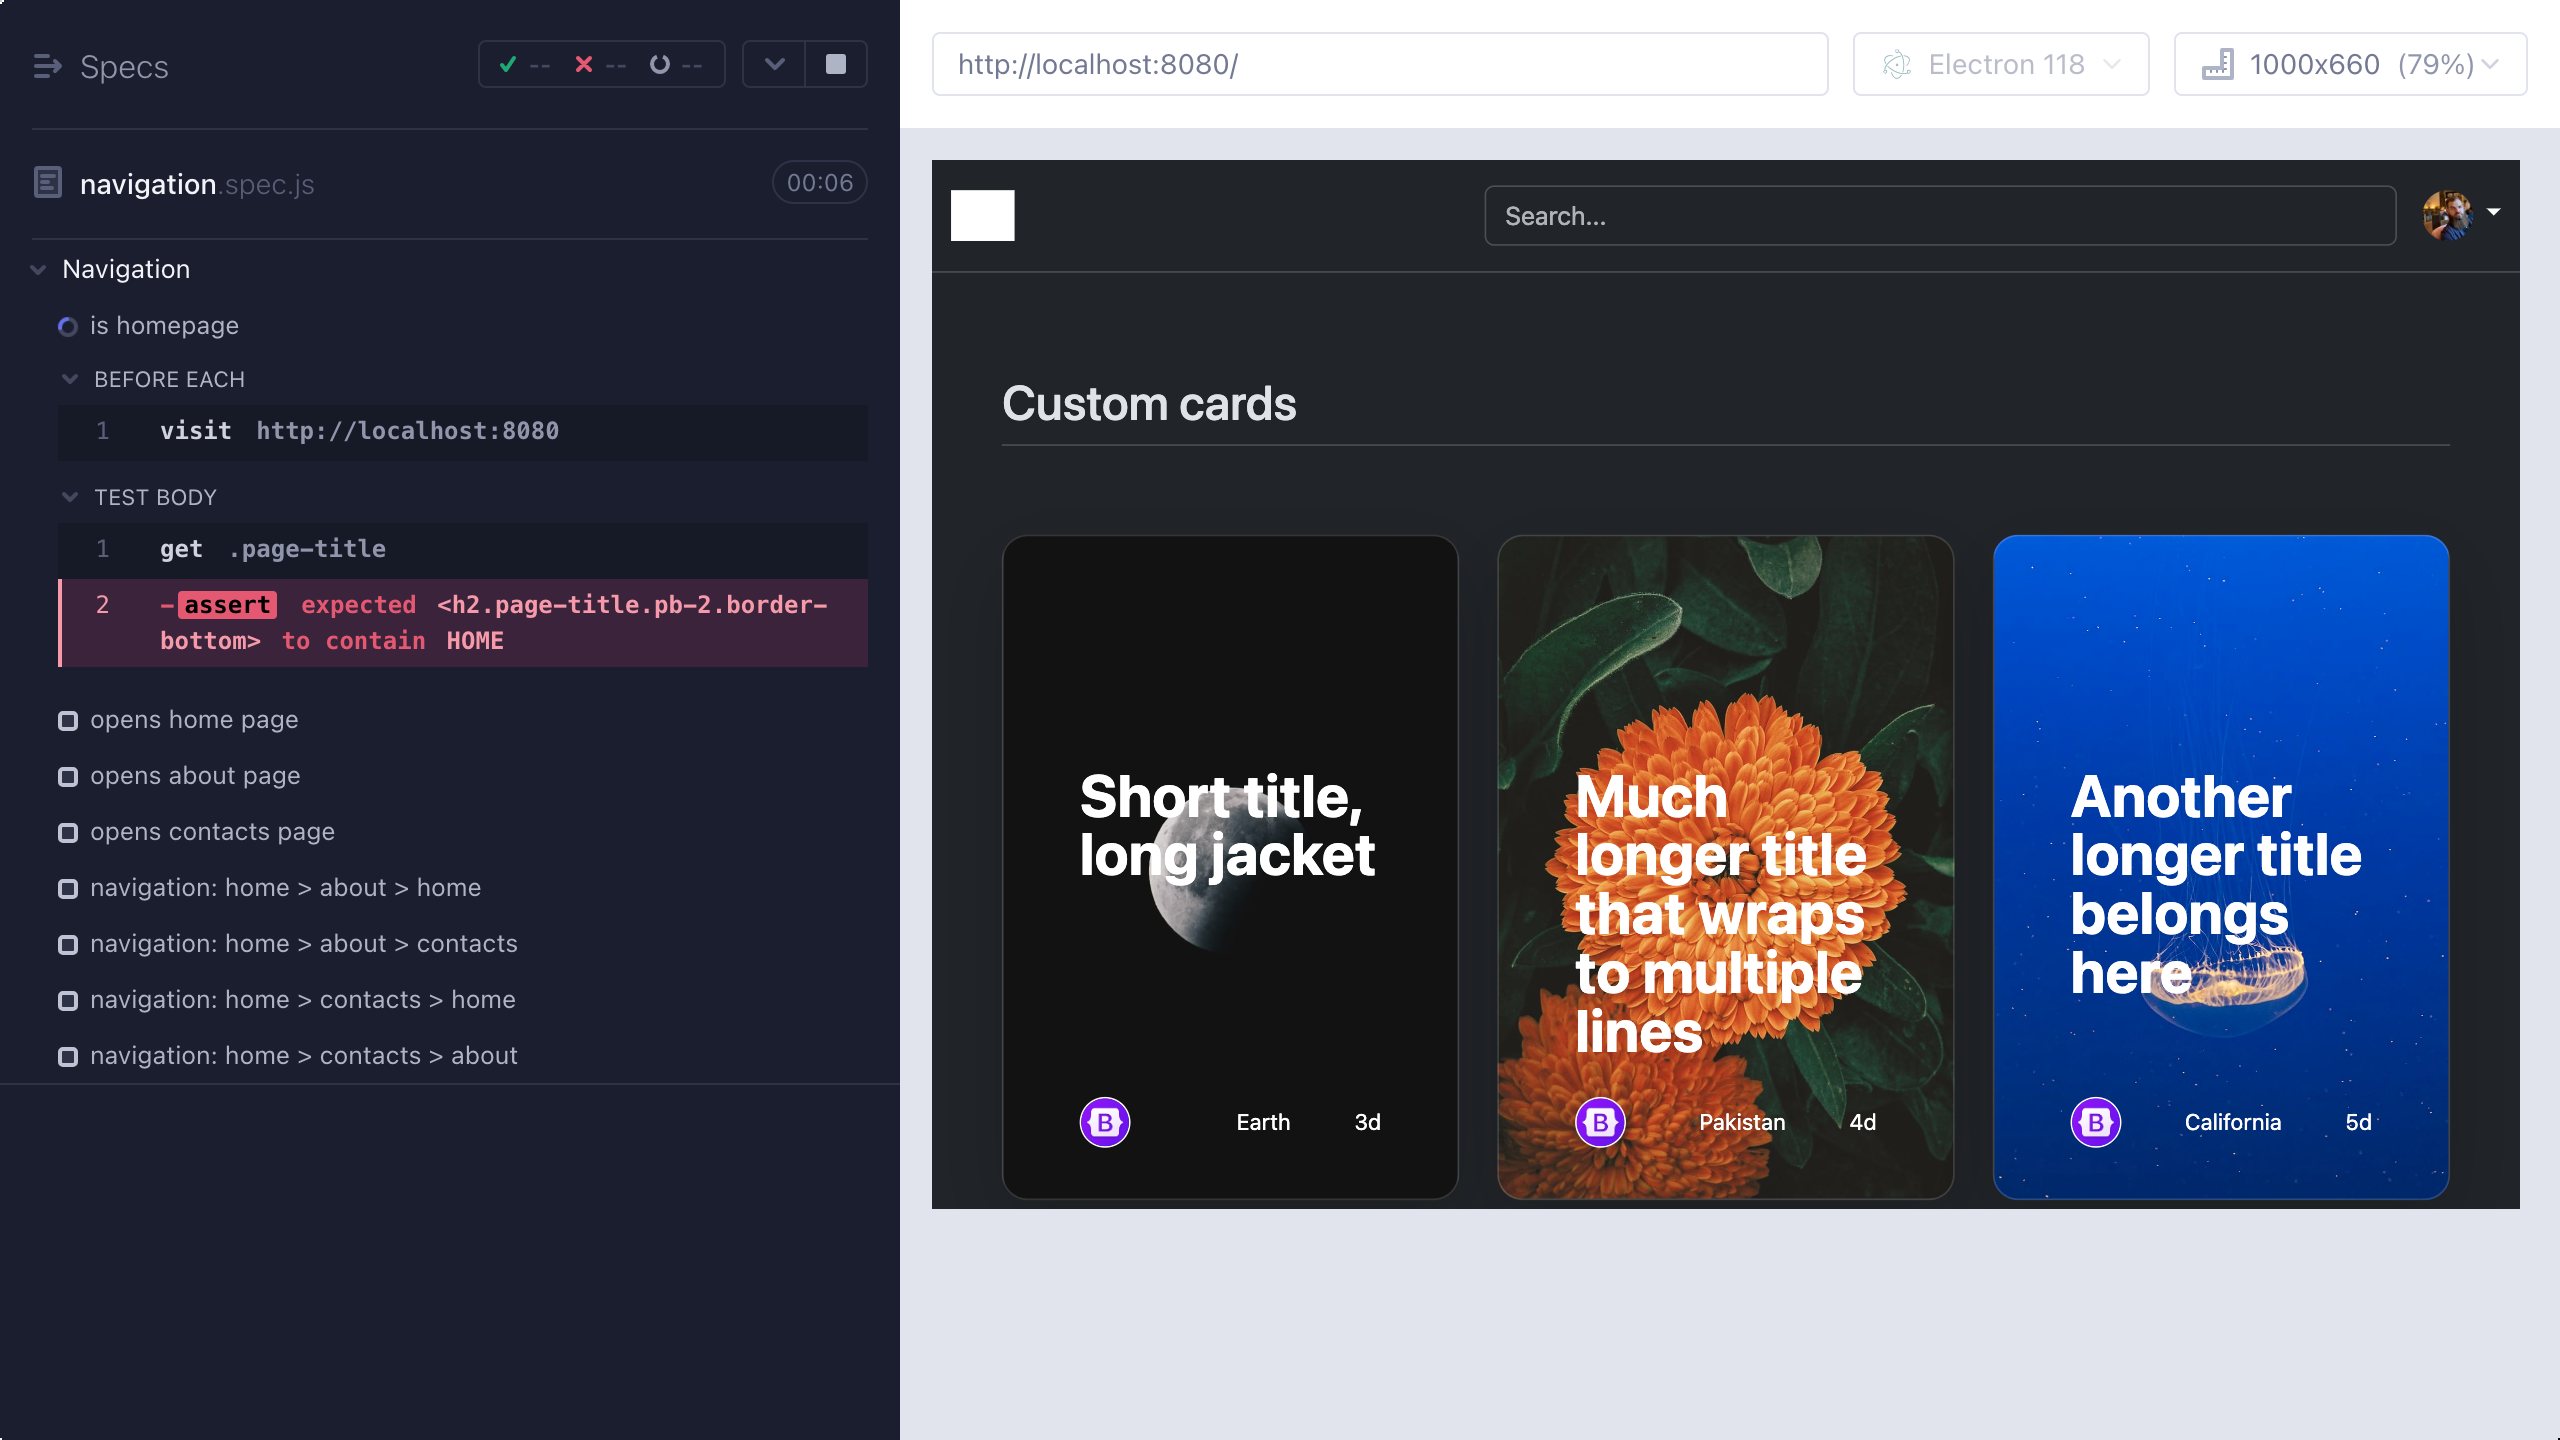 Specs
-- -- --
navigation.spec.js
00:06
Navigation
is homepage
BEFORE EACH
1 visit http://localhost:8080
TEST BODY
1 get .page-title
2 -assert expected <h2.page-title.pb-2.border-
bottom> to contain HOME
opens home page
opens about page
opens contacts page
navigation: home > about > home
navigation: home > about > contacts
navigation: home > contacts > home
navigation: home > contacts > about
http://localhost:8080/
Electron 118
1000x660 (79%)
Search...
Custom cards
Short title,
long jacket
B
Earth
3d
Much
longer title
that wraps
to multiple
lines
B
Pakistan
4d
Another
longer title
belongs
here
B
California
5d